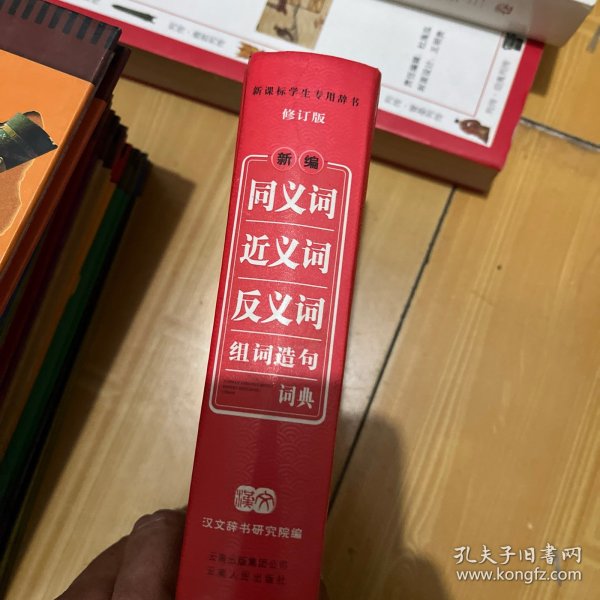 新课标学生专用辞书
修订版
新编
同义词
近义词
反义词
组词造句
词典
漢文
汉文辞书研究院编
云南出版集团公司
云南人民出版社
孔夫子旧书网
www.kongfz.com